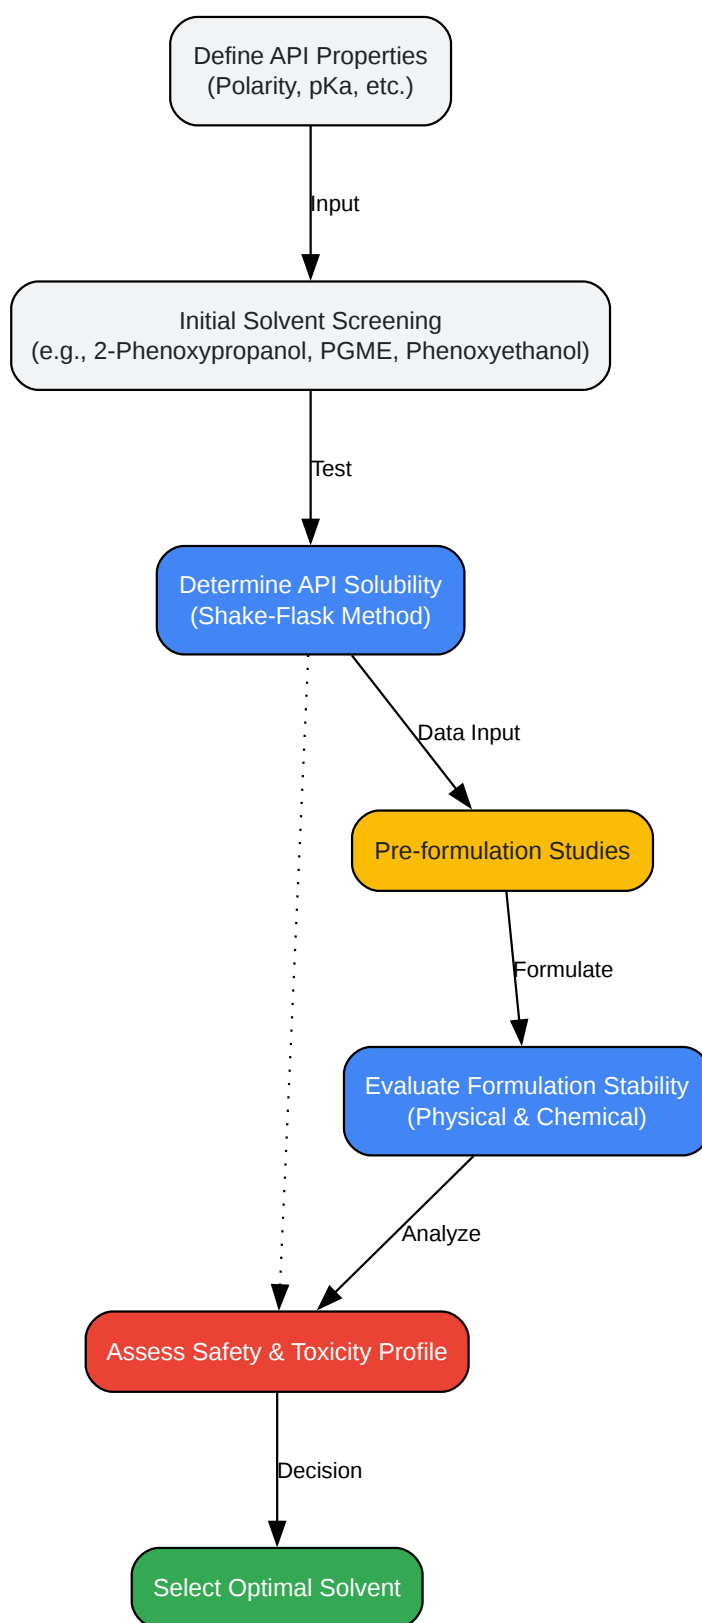 Define API Properties
(Polarity, pKa, etc.)
Input
Initial Solvent Screening
(e.g., 2-Phenoxypropanol, PGME, Phenoxyethanol)
Test
Determine API Solubility
(Shake-Flask Method)
Data Input
Pre-formulation Studies
Formulate
Evaluate Formulation Stability
(Physical & Chemical)
Analyze
Assess Safety & Toxicity Profile
Decision
Select Optimal Solvent